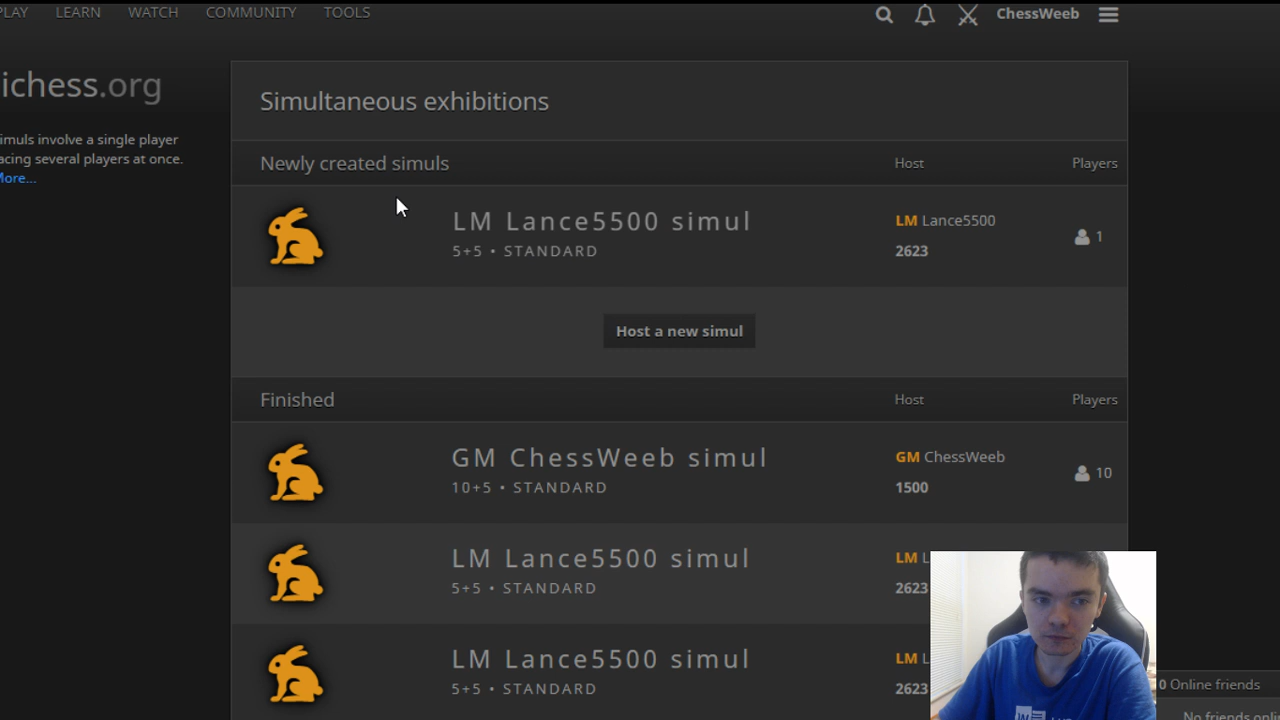 PLAY LEARN WATCH COMMUNITY TOOLS ChessWeeb
ichess.org
imuls involve a single player
acing several players at once.
More...
Simultaneous exhibitions
Newly created simuls Host Players
LM Lance5500 simul LM Lance5500
5+5 • STANDARD 2623 1
Host a new simul
Finished Host Players
GM ChessWeeb simul GM ChessWeeb
10+5 • STANDARD 1500 10
LM Lance5500 simul LM L
5+5 • STANDARD 2623
LM Lance5500 simul LM L
5+5 • STANDARD 2623
0 Online friends
No friends onli